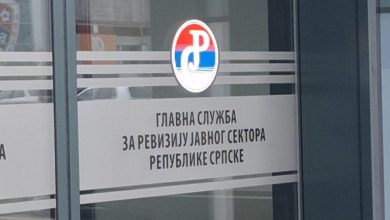 ГЛАВНА СЛУЖБА
ЗА РЕВИЗИЈУ ЈАВНОГ СЕКТОРА
РЕПУБЛИКЕ СРПСКЕ